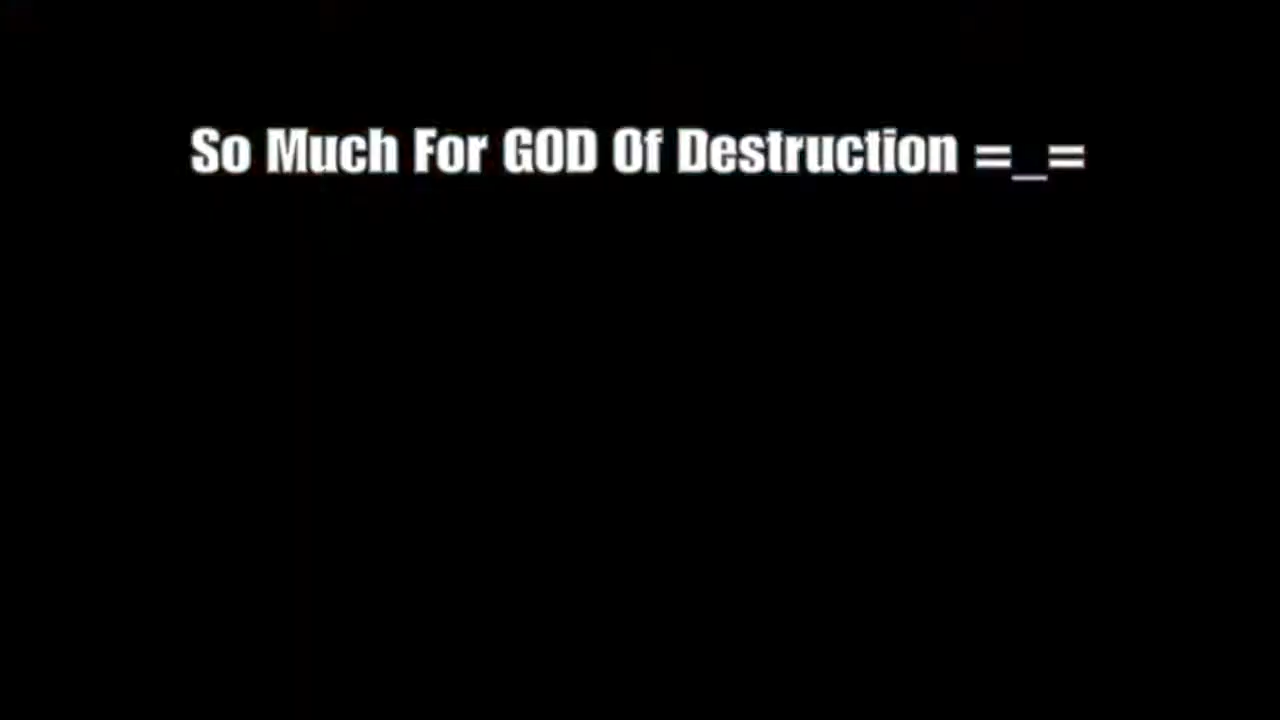 So Much For GOD Of Destruction =_=